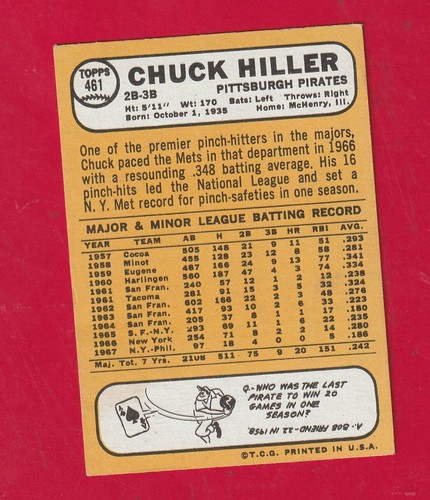 TOPPS
461
CHUCK HILLER
2B-3B PITTSBURGH PIRATES
Ht: 5'11" Wt: 170 Bats: Left Throws: Right
Born: October 1, 1935 Home: McHenry, Ill.
One of the premier pinch-hitters in the majors,
Chuck paced the Mets in that department in 1966
with a resounding .348 batting average. His 16
pinch-hits led the National League and set a
N. Y. Met record for pinch-safeties in one season.
MAJOR & MINOR LEAGUE BATTING RECORD
YEAR TEAM AB H 2B 3B HR RBI AVG.
1957 Cocoa 505 148 21 9 11 51 .293
1958 Minot 455 128 23 12 8 58 .281
1959 Eugene 487 166 24 9 13 77 .341
1960 Harlingen 560 187 47 4 3 74 .334
1961 San Fran. 240 57 12 1 2 12 .238
1961 Tacoma 281 91 15 3 5 32 .324
1962 San Fran. 602 166 22 2 3 48 .276
1963 San Fran. 417 93 10 2 6 33 .223
1964 San Fran. 205 37 8 1 1 17 .180
1965 S.F.-N.Y. 293 69 11 1 6 22 .235
1966 New York 254 71 8 2 2 14 .280
1967 N.Y.-Phil. 97 18 4 0 0 5 .186
Maj. Tot. 7 Yrs. 2108 511 75 9 20 151 .242
A
Q.-WHO WAS THE LAST
PIRATE TO WIN 20
GAMES IN ONE
SEASON?
A. BOB FRIEND-22 IN 1958.
©T.C.G. PRINTED IN U.S.A.